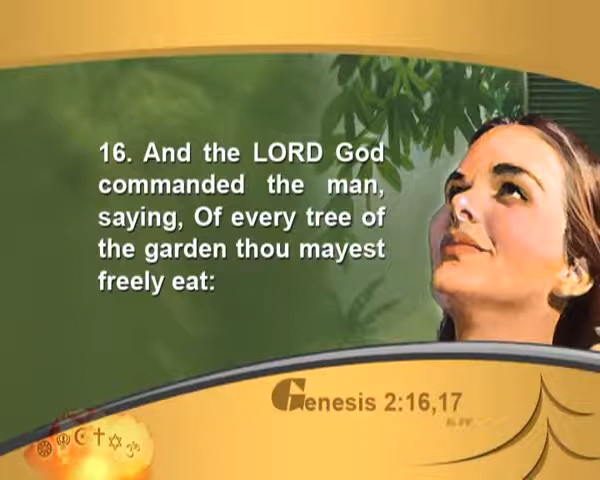 16. And the LORD God
commanded the man,
saying, Of every tree of
the garden thou mayest
freely eat:
Genesis 2:16,17